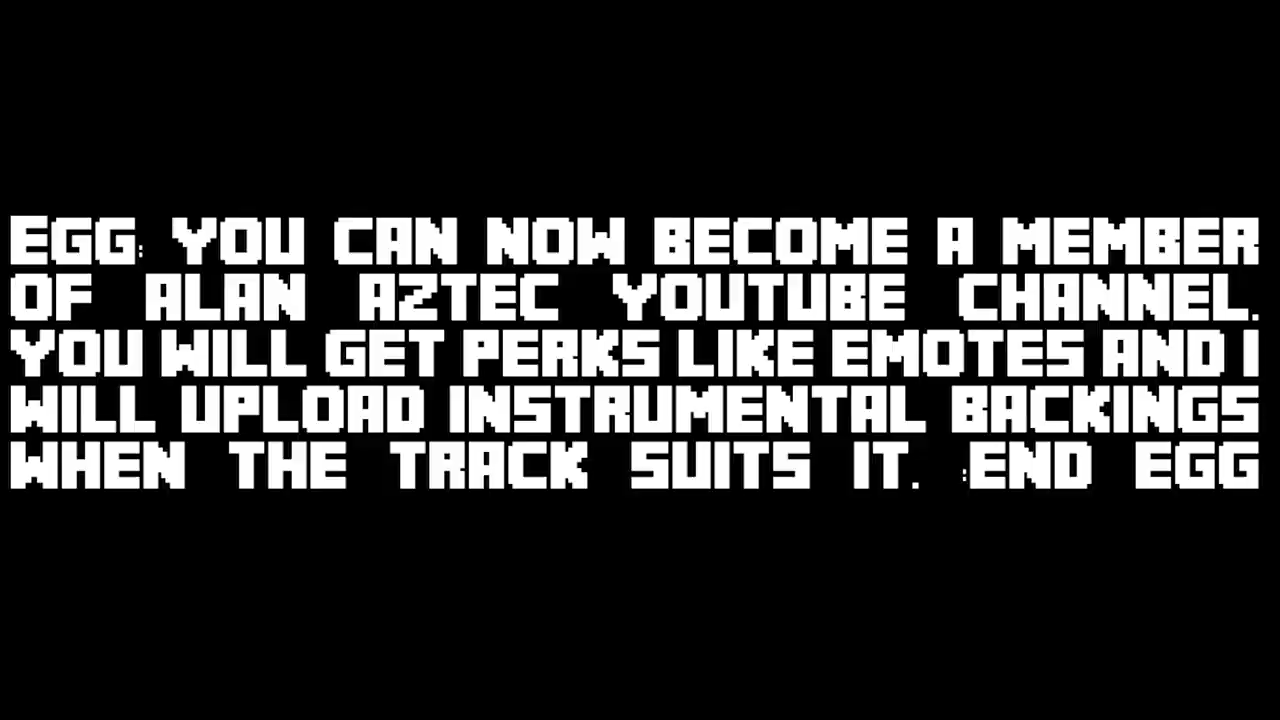 EGG: YOU CAN NOW BECOME A MEMBER
OF ALAN AZTEC YOUTUBE CHANNEL.
YOU WILL GET PERKS LIKE EMOTES AND I
WILL UPLOAD INSTRUMENTAL BACKINGS
WHEN THE TRACK SUITS IT. :END EGG